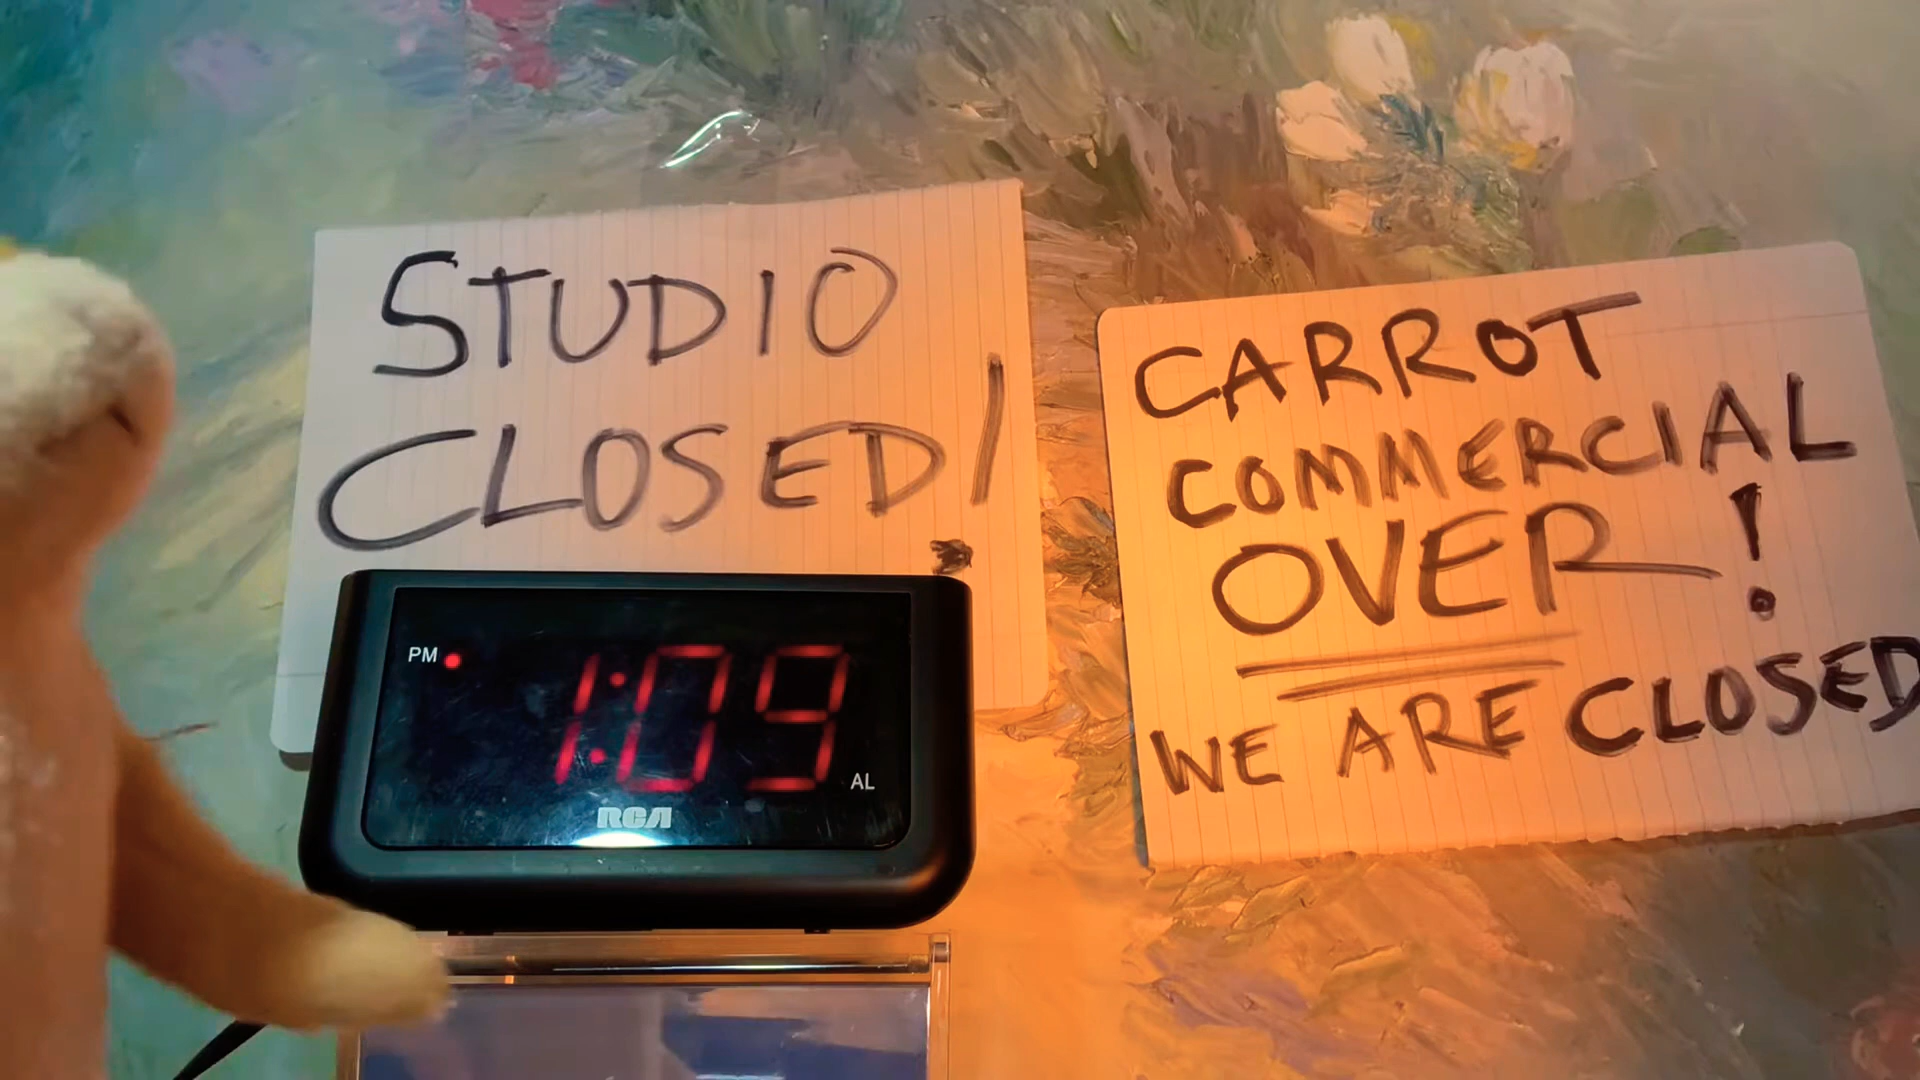 STUDIO
CLOSED!
CARROT
COMMERCIAL
OVER!
WE ARE CLOSED
PM
1:09
AL
RCA